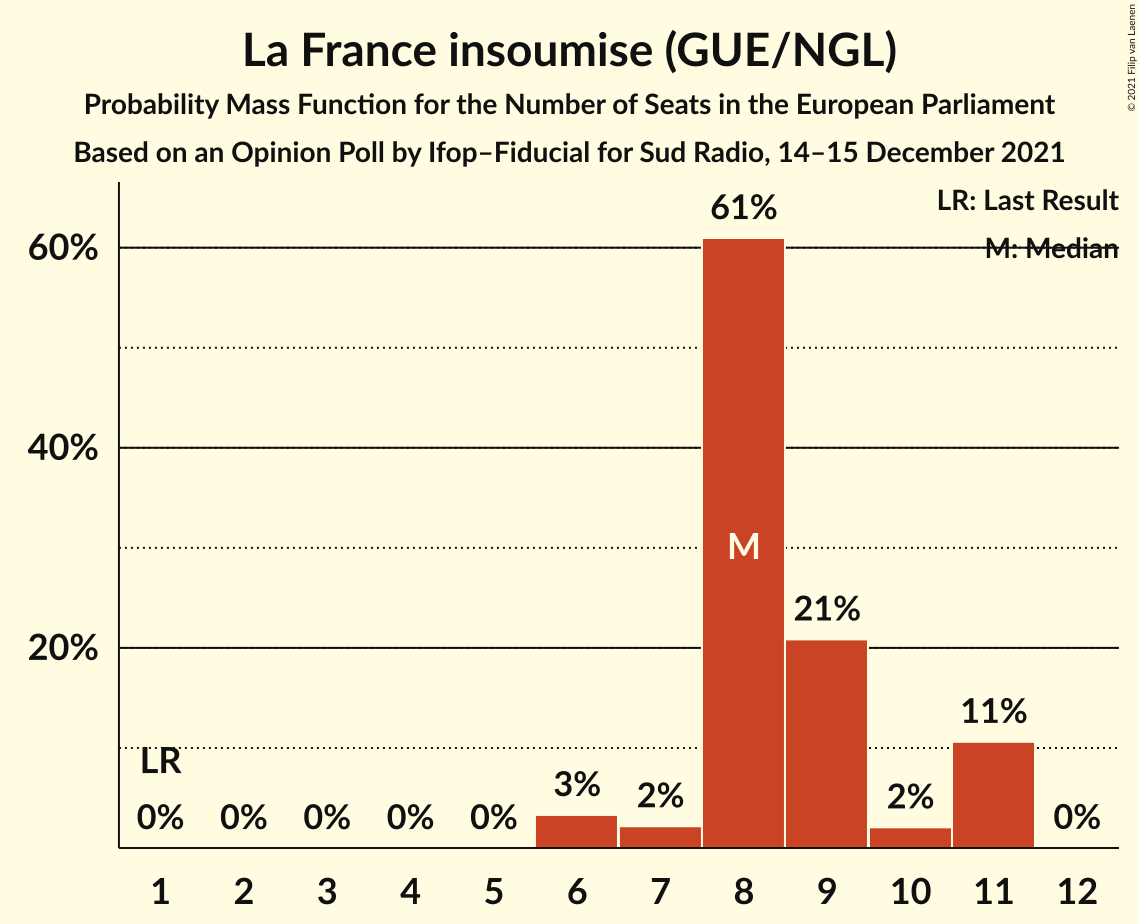 La France insoumise (GUE/NGL)
Probability Mass Function for the Number of Seats in the European Parliament
Based on an Opinion Poll by Ifop–Fiducial for Sud Radio, 14–15 December 2021
© 2021 Filip van Laenen
LR: Last Result
M: Median
60%
40%
20%
61%
M
21%
11%
LR
3%
2%
2%
0%
0%
0%
0%
0%
0%
1 2 3 4 5 6 7 8 9 10 11 12